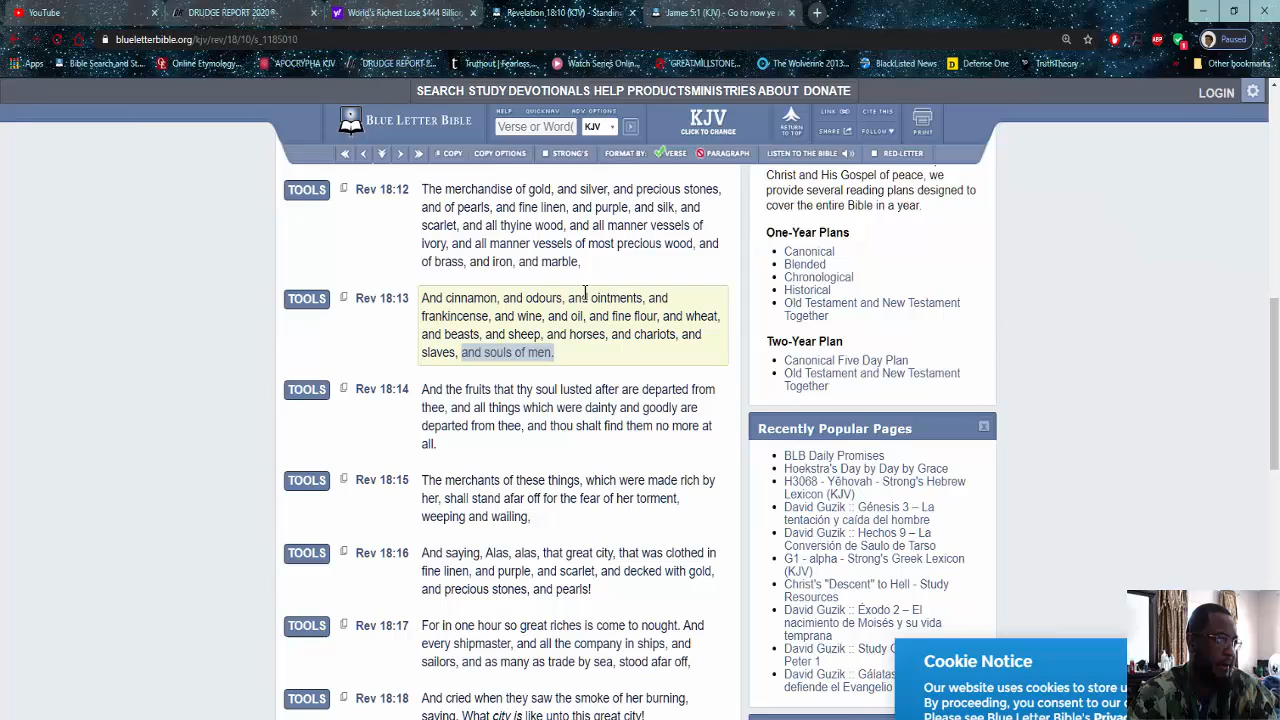 YouTube
DRUDGE REPORT 2020®
World's Richest Lose $444 Billio
Revelation 18:10 (KJV) - Standin
James 5:1 (KJV) - Go to now ye r
blueletterbible.org/kjv/rev/18/10/s_1185010
Paused
Apps
Bible Search and St
Online Etymology
*APOCRYPHA KJV
DRUDGE REPORT 2
Truthout | Fearless,
Watch Series Onlin
"GREATMILLSTONE
The Wolverine 2013
BlackListed News
Defense One
TruthTheory
Other bookmarks
SEARCH STUDY DEVOTIONALS HELP PRODUCTS MINISTRIES ABOUT DONATE
LOGIN
BLUE LETTER BIBLE
HELP QUICKNAV ADV OPTIONS
Verse or Word(
KJV
KJV
CLICK TO CHANGE
RETURN
TO TOP
LINK
CITE THIS
SHARE
FOLLOW
PRINT
COPY
COPY OPTIONS
STRONG'S
FORMAT BY:
VERSE
PARAGRAPH
LISTEN TO THE BIBLE
RED-LETTER
TOOLS Rev 18:12 The merchandise of gold, and silver, and precious stones,
and of pearls, and fine linen, and purple, and silk, and
scarlet, and all thyine wood, and all manner vessels of
ivory, and all manner vessels of most precious wood, and
of brass, and iron, and marble,
TOOLS Rev 18:13 And cinnamon, and odours, and ointments, and
frankincense, and wine, and oil, and fine flour, and wheat,
and beasts, and sheep, and horses, and chariots, and
slaves, and souls of men.
TOOLS Rev 18:14 And the fruits that thy soul lusted after are departed from
thee, and all things which were dainty and goodly are
departed from thee, and thou shalt find them no more at
all.
TOOLS Rev 18:15 The merchants of these things, which were made rich by
her, shall stand afar off for the fear of her torment,
weeping and wailing,
TOOLS Rev 18:16 And saying, Alas, alas, that great city, that was clothed in
fine linen, and purple, and scarlet, and decked with gold,
and precious stones, and pearls!
TOOLS Rev 18:17 For in one hour so great riches is come to nought. And
every shipmaster, and all the company in ships, and
sailors, and as many as trade by sea, stood afar off,
TOOLS Rev 18:18 And cried when they saw the smoke of her burning,
saying, What city is like unto this great city!
Christ and His Gospel of peace, we
provide several reading plans designed to
cover the entire Bible in a year.
One-Year Plans
Canonical
Blended
Chronological
Historical
Old Testament and New Testament
Together
Two-Year Plan
Canonical Five Day Plan
Old Testament and New Testament
Together
Recently Popular Pages
BLB Daily Promises
Hoekstra's Day by Day by Grace
H3068 - Yĕhovah - Strong's Hebrew
Lexicon (KJV)
David Guzik :: Génesis 3 – La
tentación y caída del hombre
David Guzik :: Hechos 9 – La
Conversión de Saulo de Tarso
G1 - alpha - Strong's Greek Lexicon
(KJV)
Christ's "Descent" to Hell - Study
Resources
David Guzik :: Éxodo 2 – El
nacimiento de Moisés y su vida
temprana
David Guzik :: Study G
Peter 1
David Guzik :: Gálatas
defiende el Evangelio
Cookie Notice
Our website uses cookies to store u
By proceeding, you consent to our c
Please see Blue Letter Bible's Privac